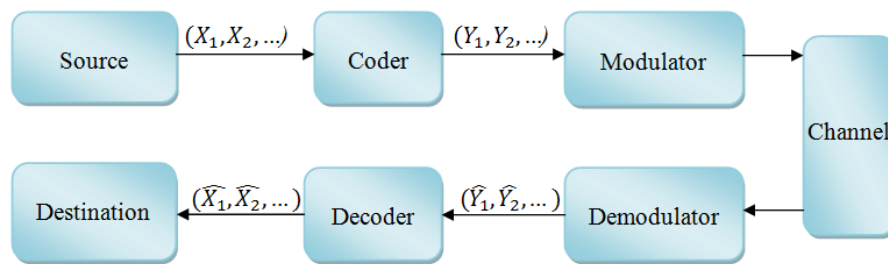 Source
(X₁, X₂, ...)
Coder
(Y₁, Y₂, ...)
Modulator
Channel
Destination
(X̂₁, X̂₂, ...)
Decoder
(Ŷ₁, Ŷ₂, ...)
Demodulator